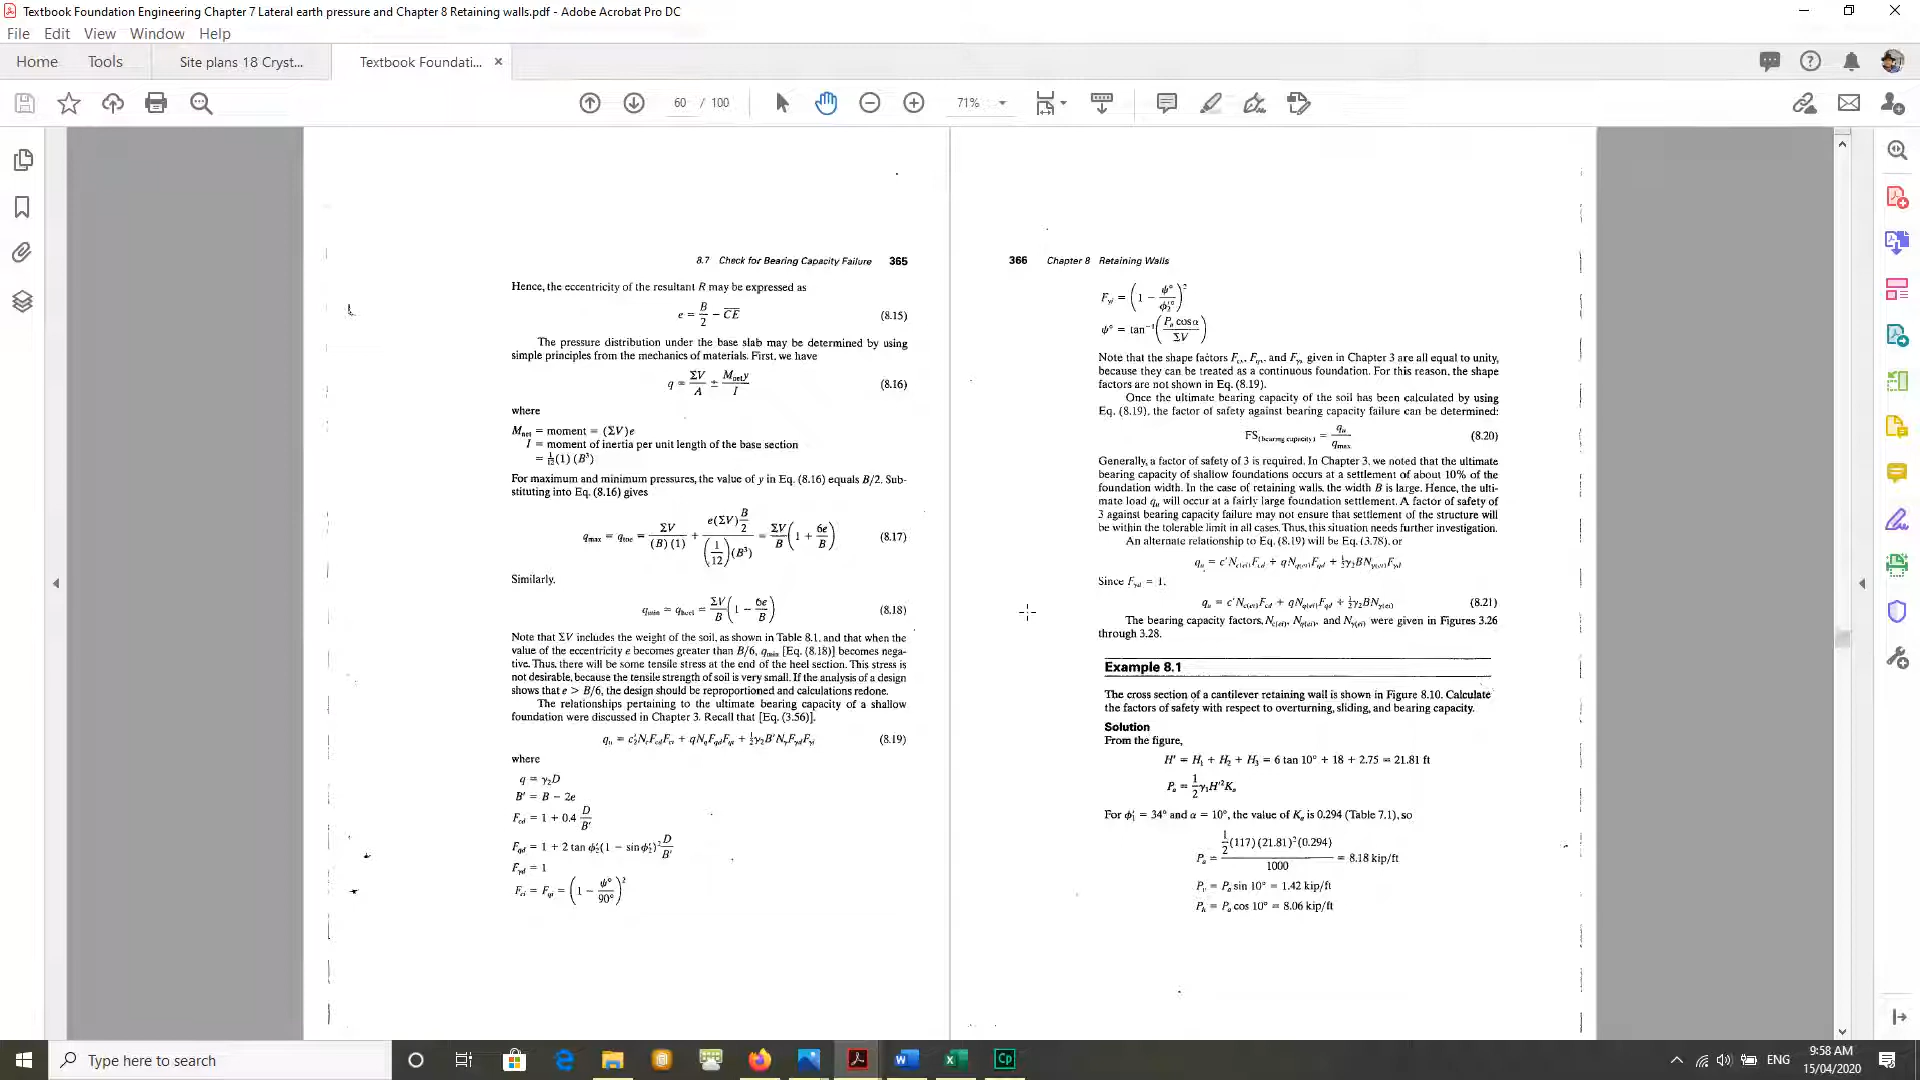 Textbook Foundation Engineering Chapter 7 Lateral earth pressure and Chapter 8 Retaining walls.pdf - Adobe Acrobat Pro DC
File Edit View Window Help
Home Tools Site plans 18 Cryst... Textbook Foundati... ×
60 / 100 71%
8.7 Check for Bearing Capacity Failure 365
Hence, the eccentricity of the resultant R may be expressed as
e = B/2 − CE (8.15)
The pressure distribution under the base slab may be determined by using
simple principles from the mechanics of materials. First, we have
q = ΣV/A ± M_net y/I (8.16)
where
M_net = moment = (ΣV)e
I = moment of inertia per unit length of the base section
= 1/12(1)(B³)
For maximum and minimum pressures, the value of y in Eq. (8.16) equals B/2. Sub-
stituting into Eq. (8.16) gives
q_max = q_toe = ΣV/(B)(1) + e(ΣV)B/2 / (1/12)(B³) = ΣV/B (1 + 6e/B) (8.17)
Similarly,
q_min = q_heel = ΣV/B (1 − 6e/B) (8.18)
Note that ΣV includes the weight of the soil, as shown in Table 8.1, and that when the
value of the eccentricity e becomes greater than B/6, q_min [Eq. (8.18)] becomes nega-
tive. Thus, there will be some tensile stress at the end of the heel section. This stress is
not desirable, because the tensile strength of soil is very small. If the analysis of a design
shows that e > B/6, the design should be reproportioned and calculations redone.
The relationships pertaining to the ultimate bearing capacity of a shallow
foundation were discussed in Chapter 3. Recall that [Eq. (3.56)].
q_u = c'₂N_cF_cdF_ci + qN_qF_qdF_qi + ½γ₂B'N_γF_γdF_γi (8.19)
where
q = γ₂D
B' = B − 2e
F_cd = 1 + 0.4 D/B'
F_qd = 1 + 2 tan φ'₂(1 − sin φ'₂)² D/B'
F_γd = 1
F_ci = F_qi = (1 − ψ°/90°)²
366 Chapter 8 Retaining Walls
F_γi = (1 − ψ°/φ'₂°)²
ψ° = tan⁻¹(P_a cos α/ΣV)
Note that the shape factors F_cs, F_qs, and F_γs given in Chapter 3 are all equal to unity,
because they can be treated as a continuous foundation. For this reason, the shape
factors are not shown in Eq. (8.19).
Once the ultimate bearing capacity of the soil has been calculated by using
Eq. (8.19), the factor of safety against bearing capacity failure can be determined:
FS_(bearing capacity) = q_u/q_max (8.20)
Generally, a factor of safety of 3 is required. In Chapter 3, we noted that the ultimate
bearing capacity of shallow foundations occurs at a settlement of about 10% of the
foundation width. In the case of retaining walls, the width B is large. Hence, the ulti-
mate load q_u will occur at a fairly large foundation settlement. A factor of safety of
3 against bearing capacity failure may not ensure that settlement of the structure will
be within the tolerable limit in all cases. Thus, this situation needs further investigation.
An alternate relationship to Eq. (8.19) will be Eq. (3.78), or
q_u = c'N_c(ei)F_cd + qN_q(ei)F_qd + ½γ₂BN_γ(ei)F_γd
Since F_γd = 1,
q_u = c'N_c(ei)F_cd + qN_q(ei)F_qd + ½γ₂BN_γ(ei) (8.21)
The bearing capacity factors, N_c(ei), N_q(ei), and N_γ(ei) were given in Figures 3.26
through 3.28.
Example 8.1
The cross section of a cantilever retaining wall is shown in Figure 8.10. Calculate
the factors of safety with respect to overturning, sliding, and bearing capacity.
Solution
From the figure,
H' = H₁ + H₂ + H₃ = 6 tan 10° + 18 + 2.75 = 21.81 ft
P_a = 1/2 γ₁H'²K_a
For φ'₁ = 34° and α = 10°, the value of K_a is 0.294 (Table 7.1), so
P_a = 1/2 (117)(21.81)²(0.294) / 1000 = 8.18 kip/ft
P_v = P_a sin 10° = 1.42 kip/ft
P_h = P_a cos 10° = 8.06 kip/ft
Type here to search
ENG
9:58 AM
15/04/2020